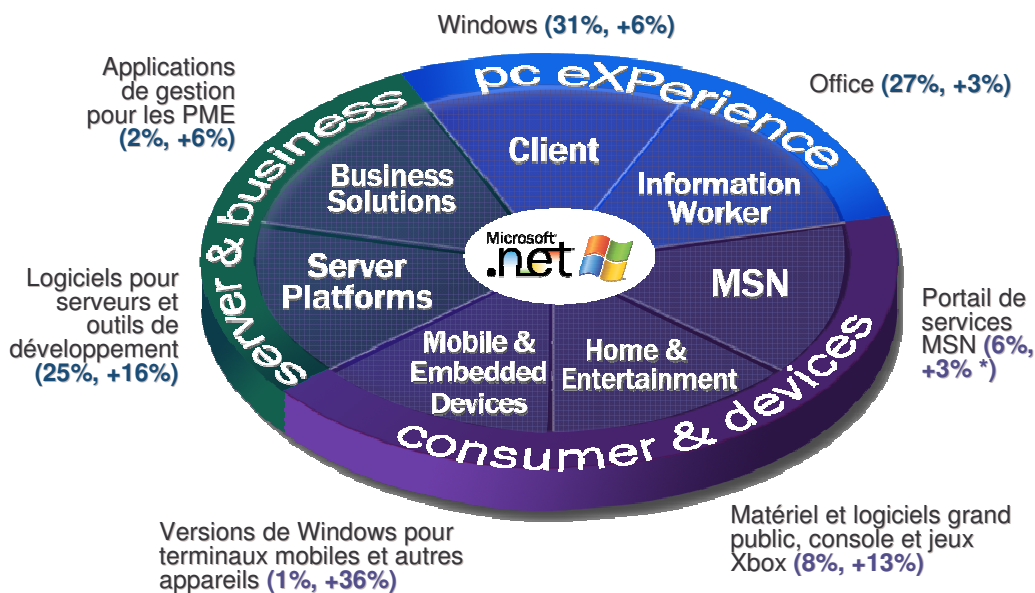 Windows (31%, +6%)
Applications
de gestion
pour les PME
(2%, +6%)
Office (27%, +3%)
pc eXPerience
server & business
Client
Business
Solutions
Information
Worker
Microsoft
.net
Server
Platforms
MSN
Logiciels pour
serveurs et
outils de
développement
(25%, +16%)
Portail de
services
MSN (6%,
+3% *)
Mobile &
Embedded
Devices
Home &
Entertainment
consumer & devices
Versions de Windows pour
terminaux mobiles et autres
appareils (1%, +36%)
Matériel et logiciels grand
public, console et jeux
Xbox (8%, +13%)